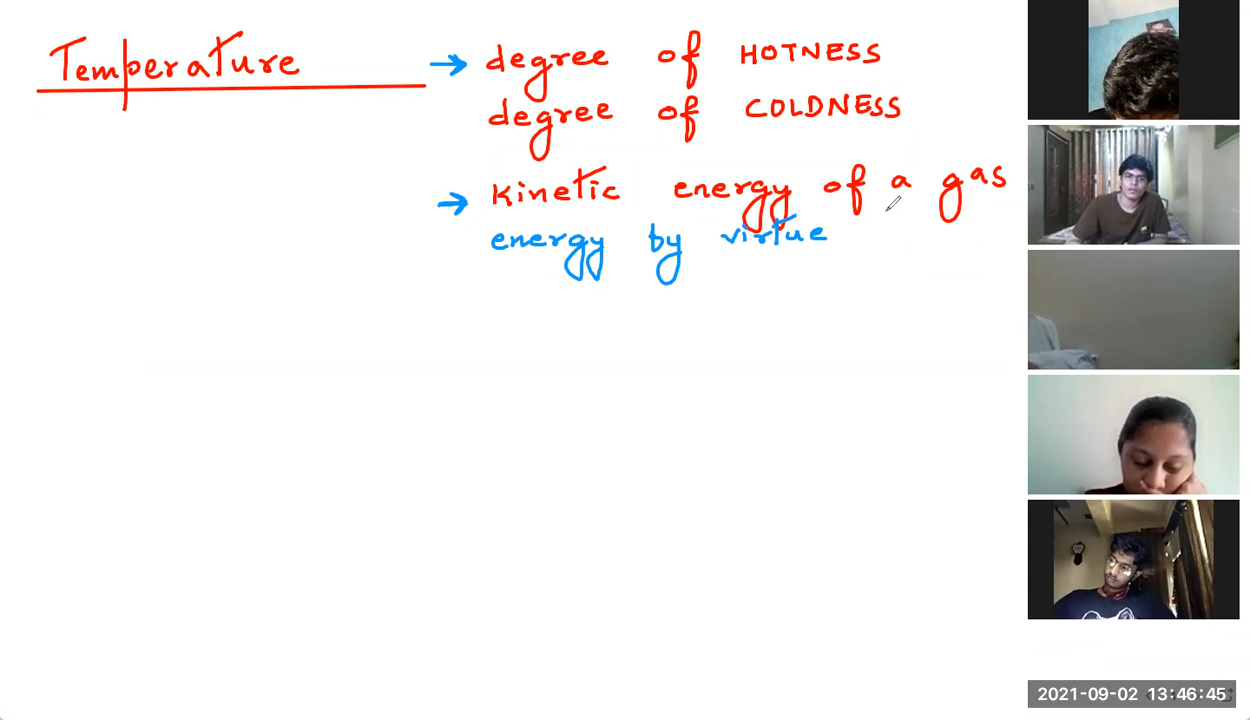 Temperature → degree of HOTNESS
degree of COLDNESS
→ Kinetic energy of a gas
energy by virtue
2021-09-02 13:46:45